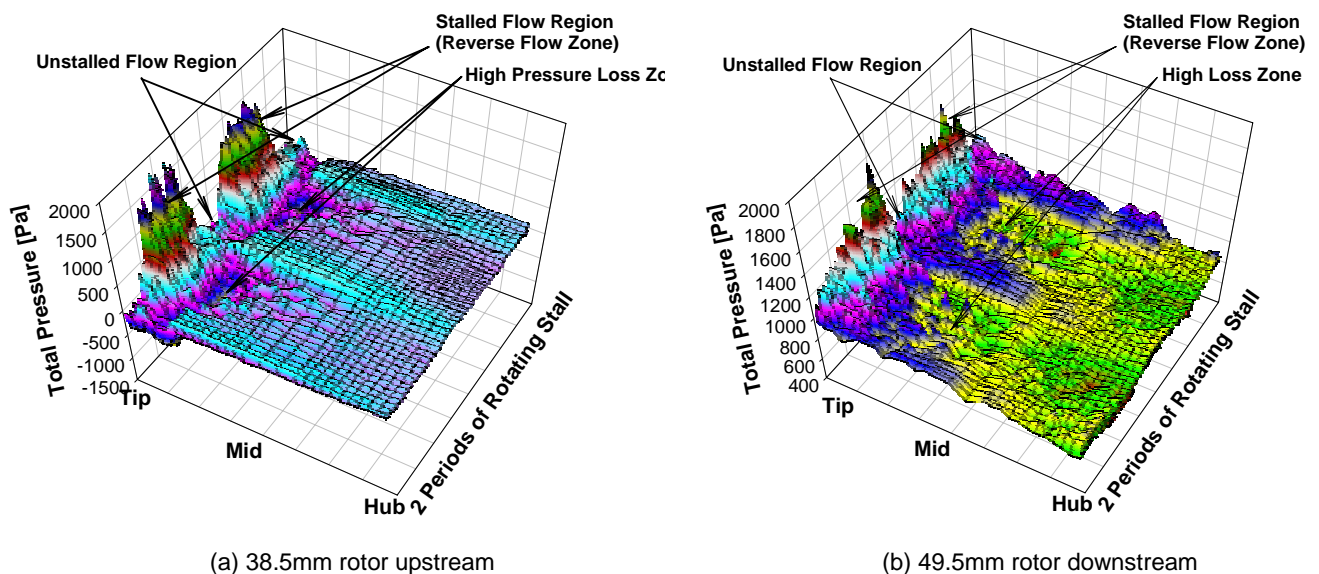 Stalled Flow Region
(Reverse Flow Zone)
Unstalled Flow Region
High Pressure Loss Zo
2000
1500
1000
500
0
-500
-1000
-1500
Total Pressure [Pa]
Tip
Mid
Hub
2 Periods of Rotating Stall
(a) 38.5mm rotor upstream
Stalled Flow Region
(Reverse Flow Zone)
Unstalled Flow Region
High Loss Zone
2000
1800
1600
1400
1200
1000
800
600
400
Total Pressure [Pa]
Tip
Mid
Hub
2 Periods of Rotating Stall
(b) 49.5mm rotor downstream